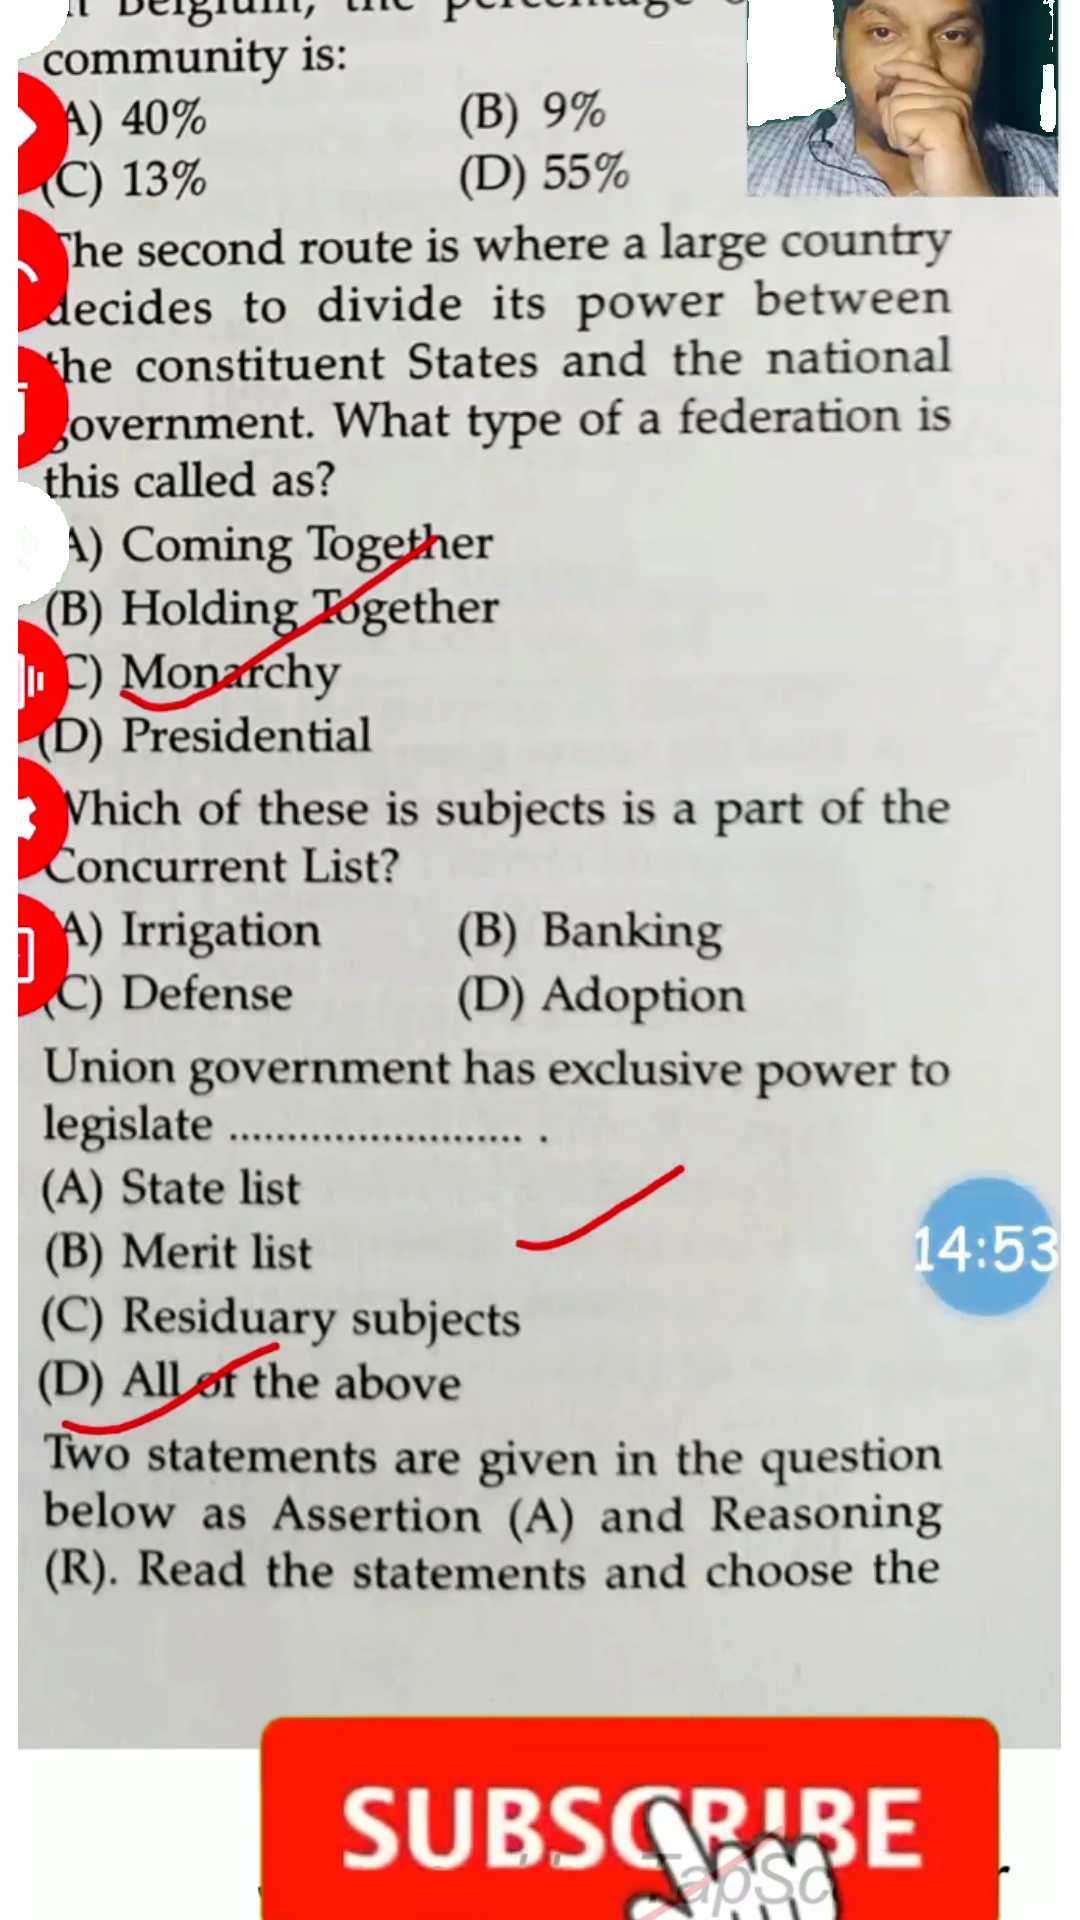 In Belgium, the percentage
community is:
A) 40% (B) 9%
(C) 13% (D) 55%
The second route is where a large country
decides to divide its power between
the constituent States and the national
government. What type of a federation is
this called as?
A) Coming Together
(B) Holding Together
C) Monarchy
(D) Presidential
Which of these is subjects is a part of the
Concurrent List?
A) Irrigation (B) Banking
(C) Defense (D) Adoption
Union government has exclusive power to
legislate .......................... .
(A) State list
(B) Merit list
14:53
(C) Residuary subjects
(D) All of the above
Two statements are given in the question
below as Assertion (A) and Reasoning
(R). Read the statements and choose the
SUBSCRIBE